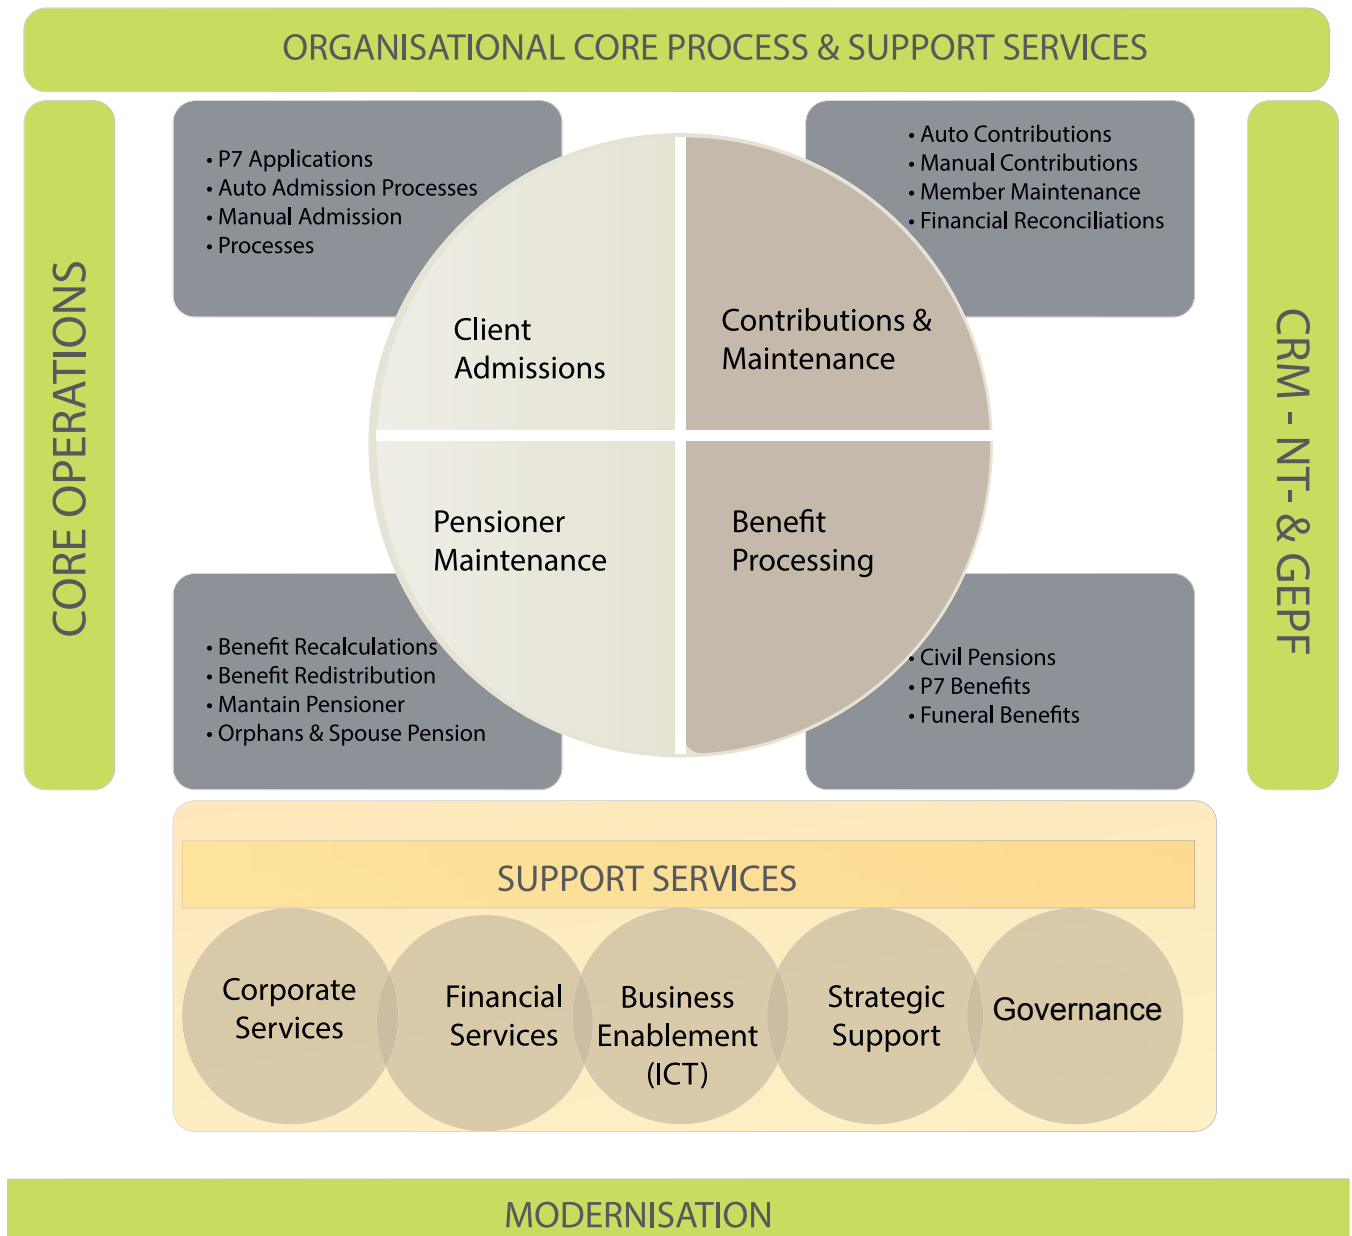 ORGANISATIONAL CORE PROCESS & SUPPORT SERVICES
CORE OPERATIONS
• P7 Applications
• Auto Admission Processes
• Manual Admission
• Processes
• Auto Contributions
• Manual Contributions
• Member Maintenance
• Financial Reconciliations
Client
Admissions
Contributions &
Maintenance
Pensioner
Maintenance
Benefit
Processing
• Benefit Recalculations
• Benefit Redistribution
• Mantain Pensioner
• Orphans & Spouse Pension
• Civil Pensions
• P7 Benefits
• Funeral Benefits
CRM - NT- & GEPF
SUPPORT SERVICES
Corporate
Services
Financial
Services
Business
Enablement
(ICT)
Strategic
Support
Governance
MODERNISATION